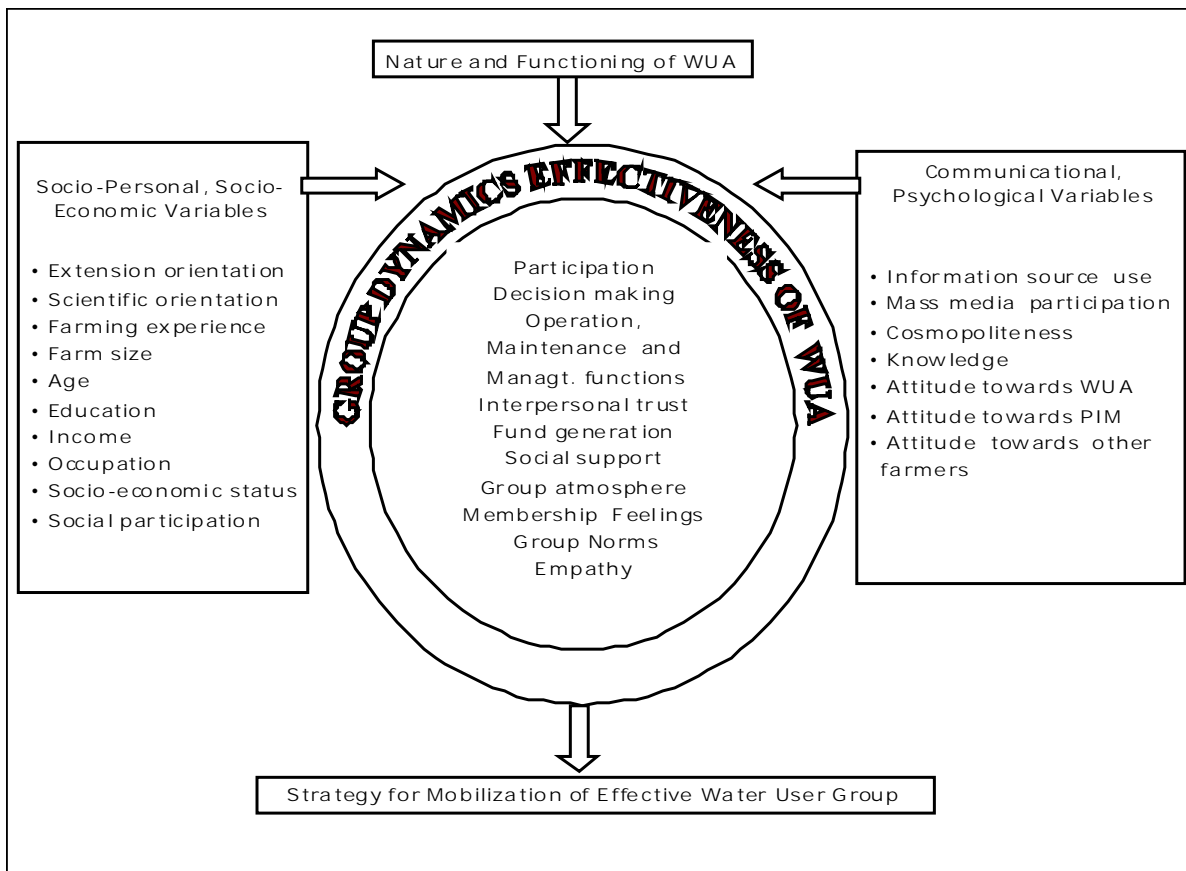 Nature and Functioning of WUA
Socio-Personal, Socio-
Economic Variables
• Extension orientation
• Scientific orientation
• Farming experience
• Farm size
• Age
• Education
• Income
• Occupation
• Socio-economic status
• Social participation
GROUP DYNAMICS EFFECTIVENESS OF WUA
Participation
Decision making
Operation,
Maintenance and
Managt. functions
Interpersonal trust
Fund generation
Social support
Group atmosphere
Membership Feelings
Group Norms
Empathy
Communicational,
Psychological Variables
• Information source use
• Mass media participation
• Cosmopoliteness
• Knowledge
• Attitude towards WUA
• Attitude towards PIM
• Attitude towards other
farmers
Strategy for Mobilization of Effective Water User Group